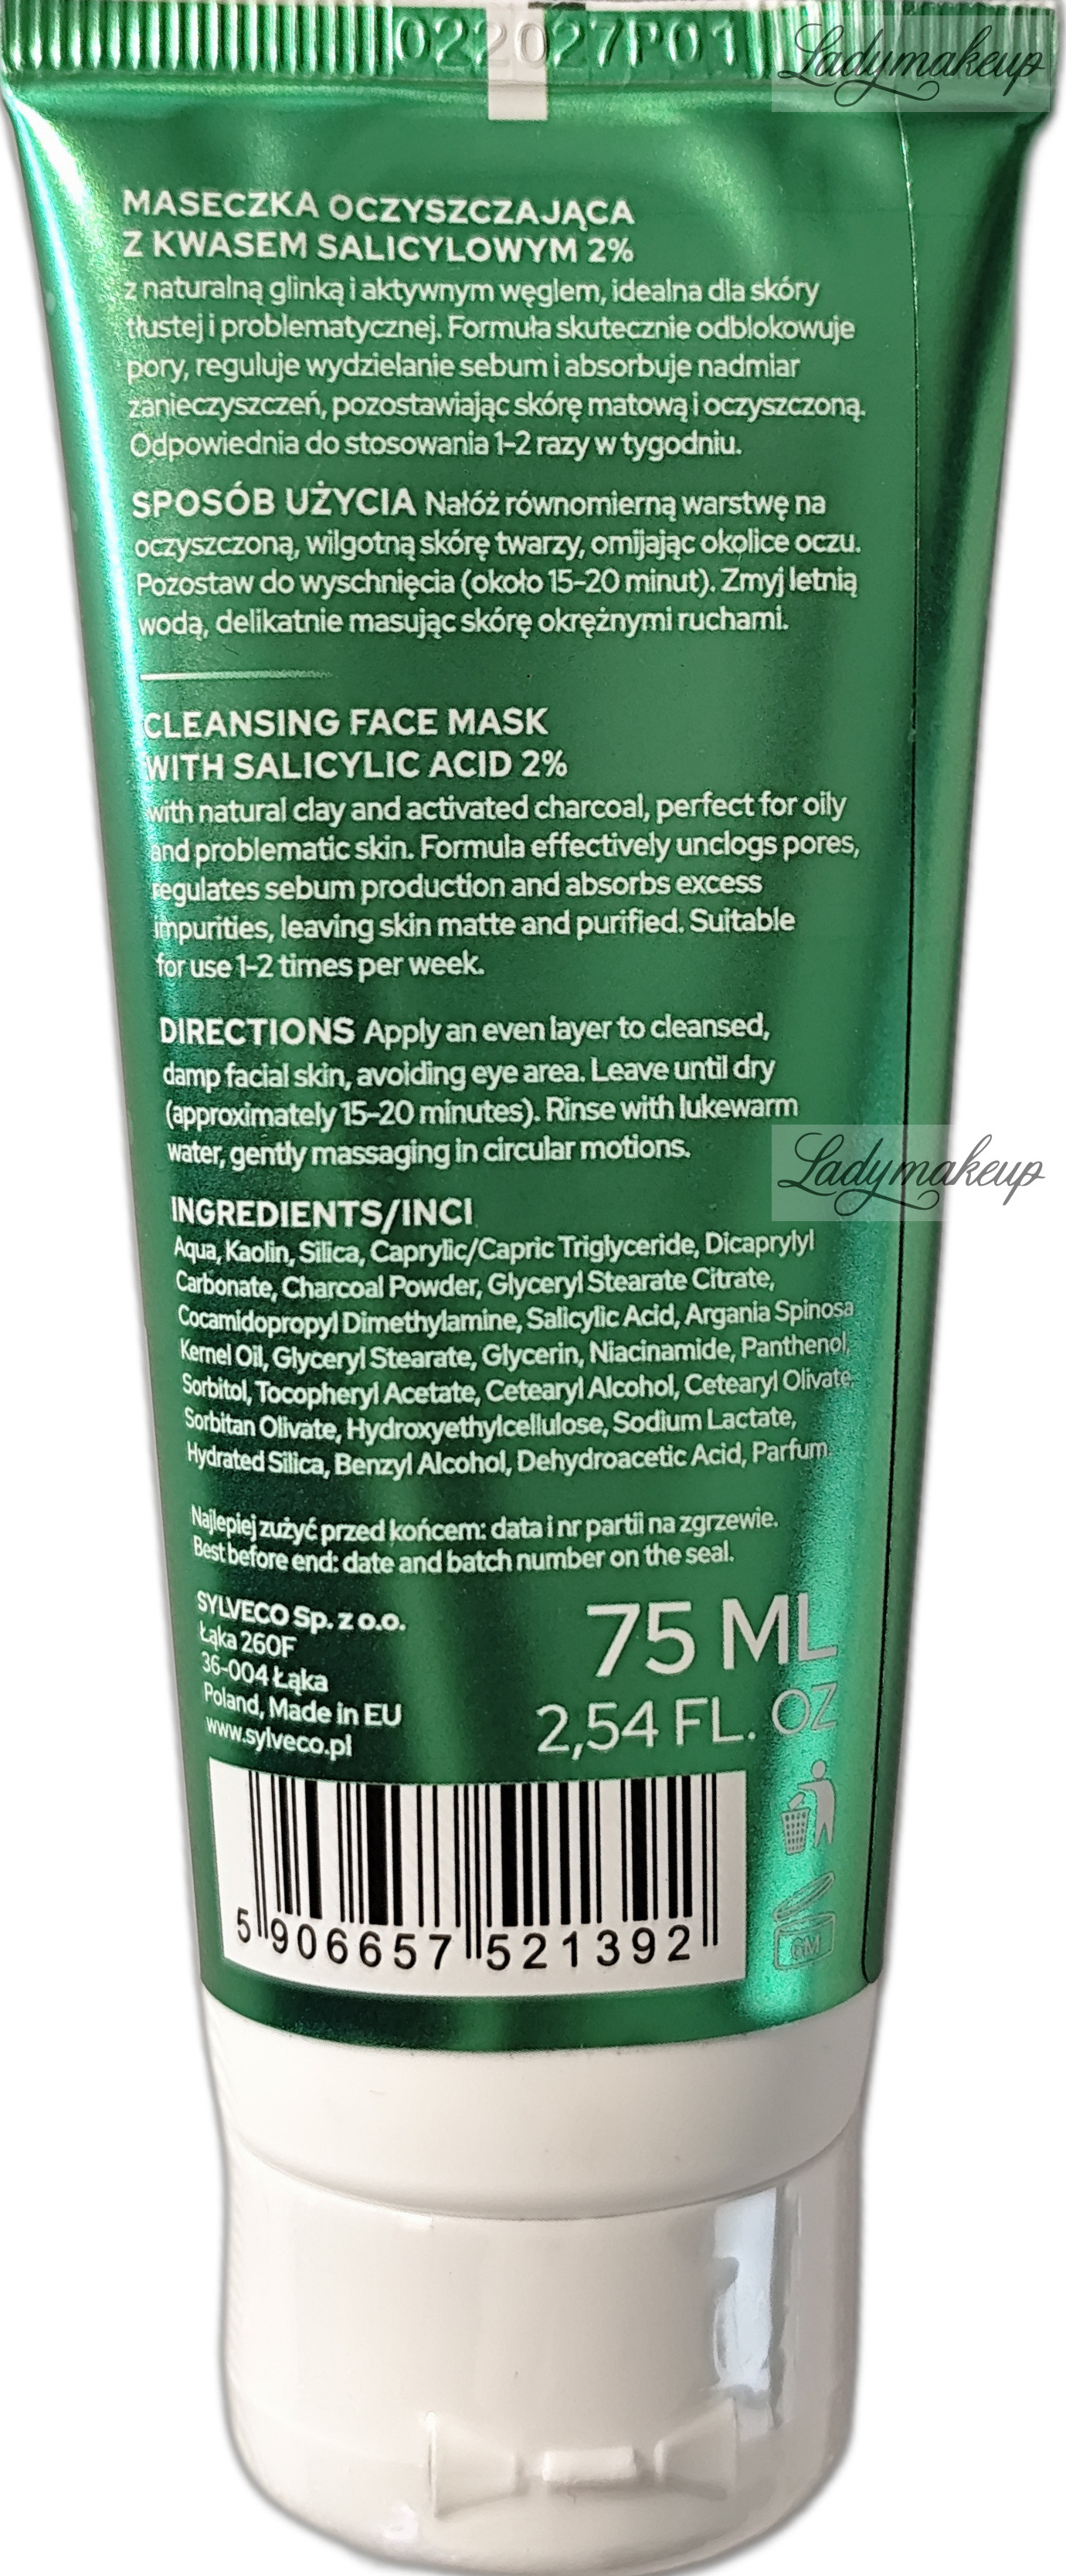 022027P01
Ladymakeup
MASECZKA OCZYSZCZAJĄCA
Z KWASEM SALICYLOWYM 2%
z naturalną glinką i aktywnym węglem, idealna dla skóry
tłustej i problematycznej. Formuła skutecznie odblokowuje
pory, reguluje wydzielanie sebum i absorbuje nadmiar
zanieczyszczeń, pozostawiając skórę matową i oczyszczoną.
Odpowiednia do stosowania 1-2 razy w tygodniu.
SPOSÓB UŻYCIA Nałóż równomierną warstwę na
oczyszczoną, wilgotną skórę twarzy, omijając okolice oczu.
Pozostaw do wyschnięcia (około 15-20 minut). Zmyj letnią
wodą, delikatnie masując skórę okrężnymi ruchami.
CLEANSING FACE MASK
WITH SALICYLIC ACID 2%
with natural clay and activated charcoal, perfect for oily
and problematic skin. Formula effectively unclogs pores,
regulates sebum production and absorbs excess
impurities, leaving skin matte and purified. Suitable
for use 1-2 times per week.
DIRECTIONS Apply an even layer to cleansed,
damp facial skin, avoiding eye area. Leave until dry
(approximately 15-20 minutes). Rinse with lukewarm
water, gently massaging in circular motions.
Ladymakeup
INGREDIENTS/INCI
Aqua, Kaolin, Silica, Caprylic/Capric Triglyceride, Dicaprylyl
Carbonate, Charcoal Powder, Glyceryl Stearate Citrate,
Cocamidopropyl Dimethylamine, Salicylic Acid, Argania Spinosa
Kernel Oil, Glyceryl Stearate, Glycerin, Niacinamide, Panthenol,
Sorbitol, Tocopheryl Acetate, Cetearyl Alcohol, Cetearyl Olivate,
Sorbitan Olivate, Hydroxyethylcellulose, Sodium Lactate,
Hydrated Silica, Benzyl Alcohol, Dehydroacetic Acid, Parfum.
Najlepiej zużyć przed końcem: data i nr partii na zgrzewie.
Best before end: date and batch number on the seal.
SYLVECO Sp. z o.o.
Łąka 260F
36-004 Łąka
Poland, Made in EU
www.sylveco.pl
75 ML
2,54 FL. OZ
6M
5 906657 521392